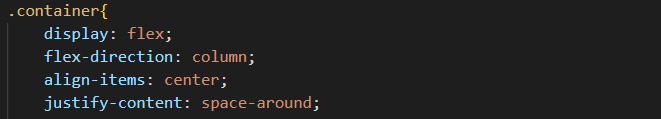 .container{
    display: flex;
    flex-direction: column;
    align-items: center;
    justify-content: space-around;